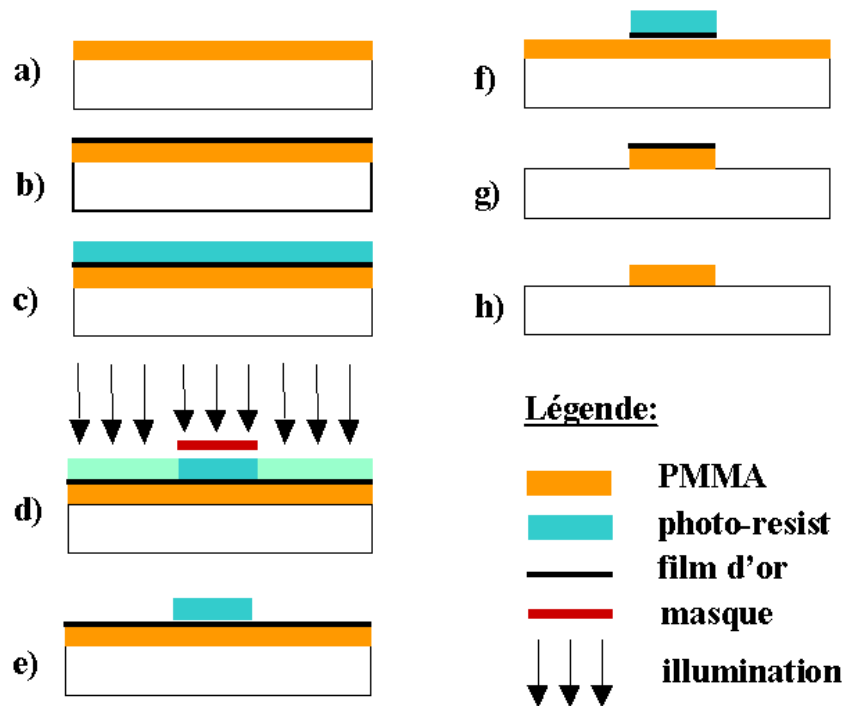 a)
b)
c)
d)
e)
f)
g)
h)
Légende:
PMMA
photo-resist
film d'or
masque
illumination